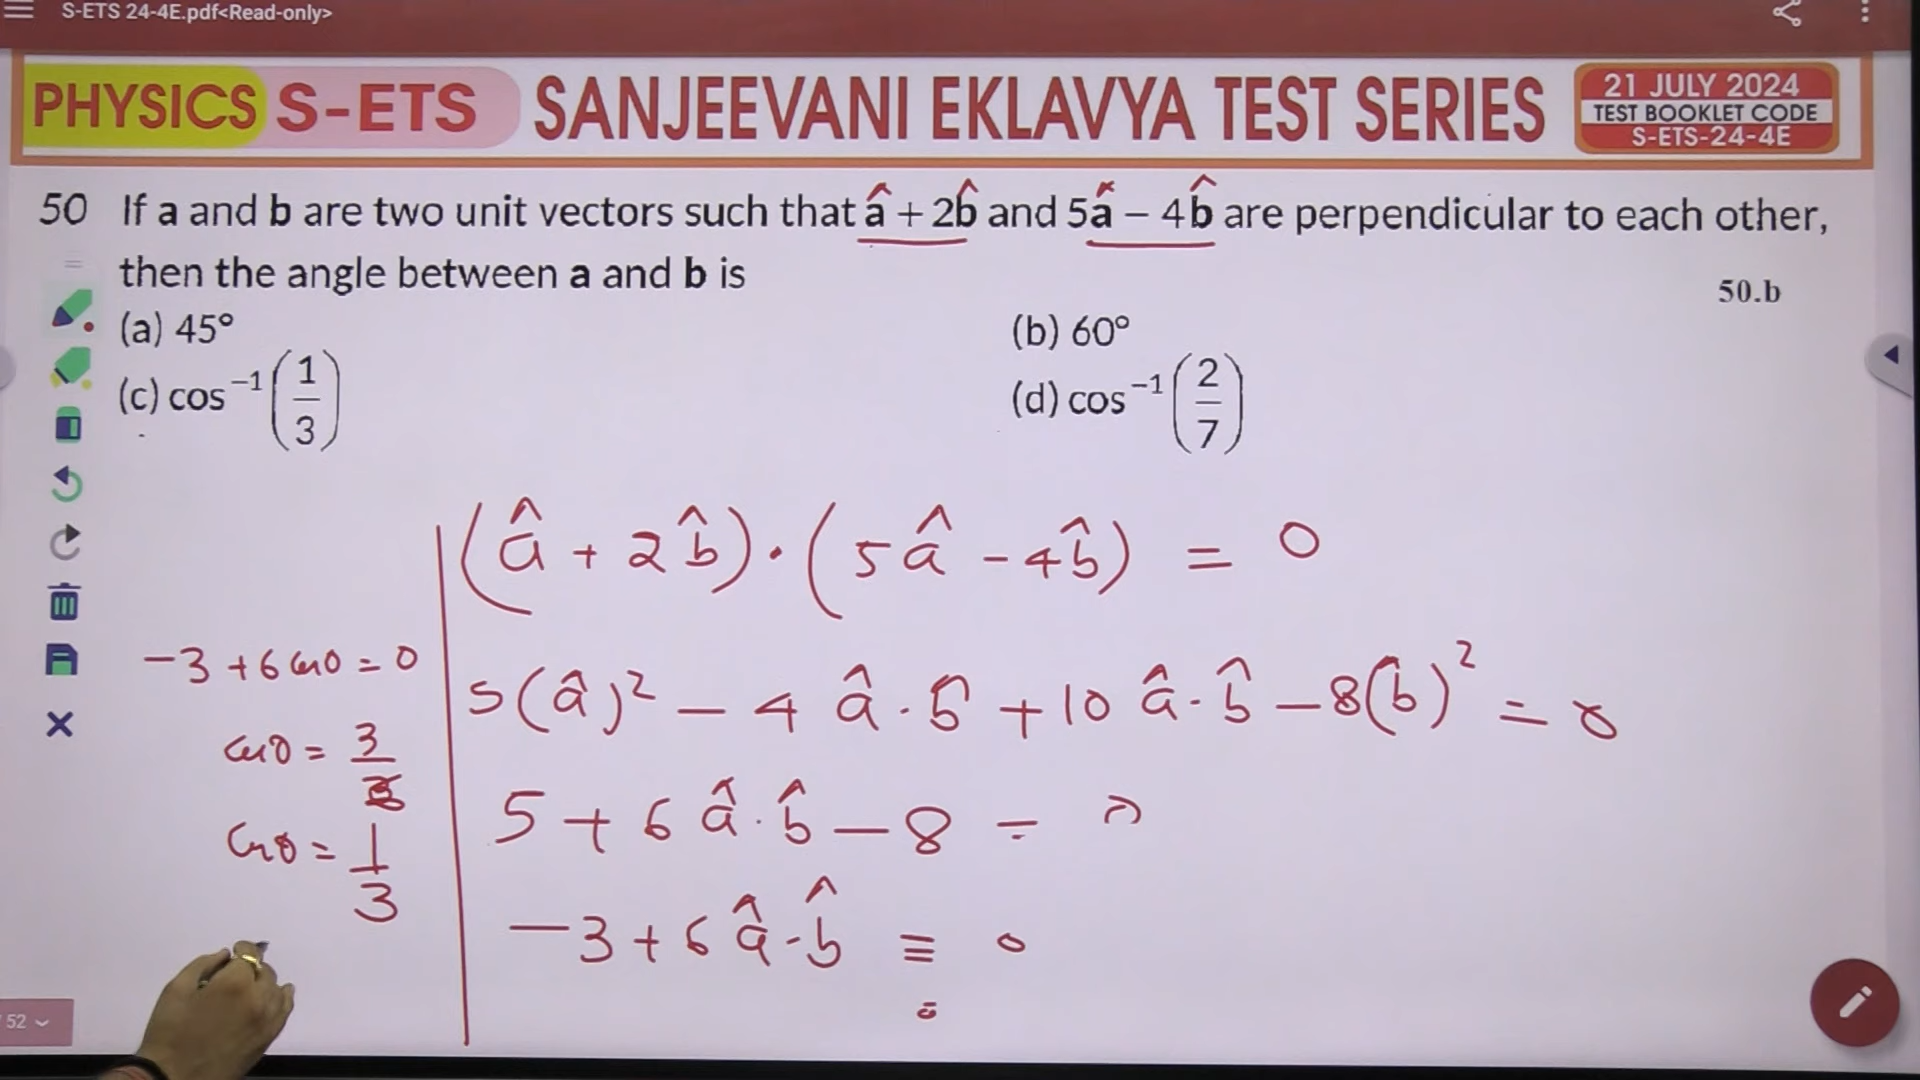 S-ETS 24-4E.pdf<Read-only>
PHYSICS S-ETS SANJEEVANI EKLAVYA TEST SERIES
21 JULY 2024
TEST BOOKLET CODE
S-ETS-24-4E
50 If a and b are two unit vectors such that â + 2b̂ and 5â − 4b̂ are perpendicular to each other,
then the angle between a and b is
50.b
(a) 45° (b) 60°
(c) cos⁻¹(1/3) (d) cos⁻¹(2/7)
(â + 2b̂)·(5â − 4b̂) = 0
5(â)² − 4 â·b̂ + 10 â·b̂ − 8(b̂)² = 0
5 + 6 â·b̂ − 8 = 0
−3 + 6 â·b̂ = 0
−3 + 6 cosθ = 0
cosθ = 3/
cosθ = 1/3
52